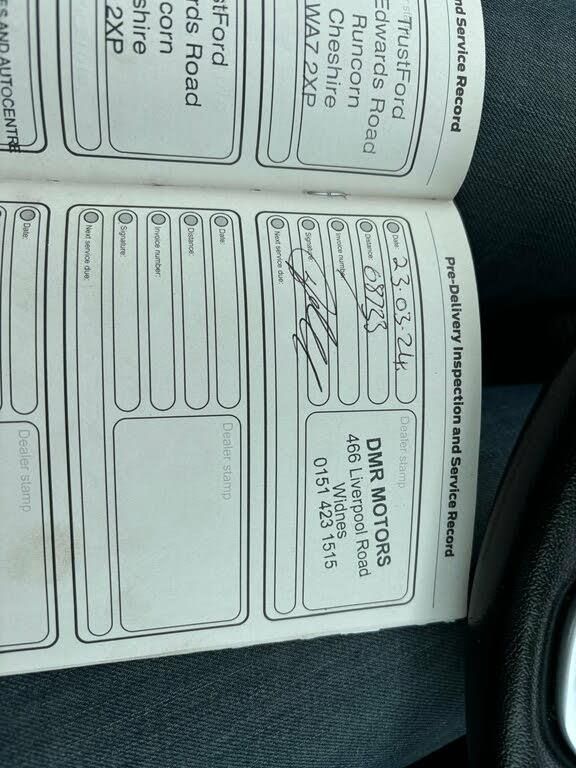 nd Service Record
TrustFord
Edwards Road
Runcorn
Cheshire
WA7 2XP
stFord
rds Road
corn
shire
2XP
ES AND AUTOCENTRE
Pre-Delivery Inspection and Service Record
Date: 23.03.24
Distance: 68733
Invoice number:
Signature:
Next service due:
Dealer stamp
DMR MOTORS
466 Liverpool Road
Widnes
0151 423 1515
Date:
Distance:
Invoice number:
Signature:
Next service due:
Dealer stamp
Date:
Dealer stamp